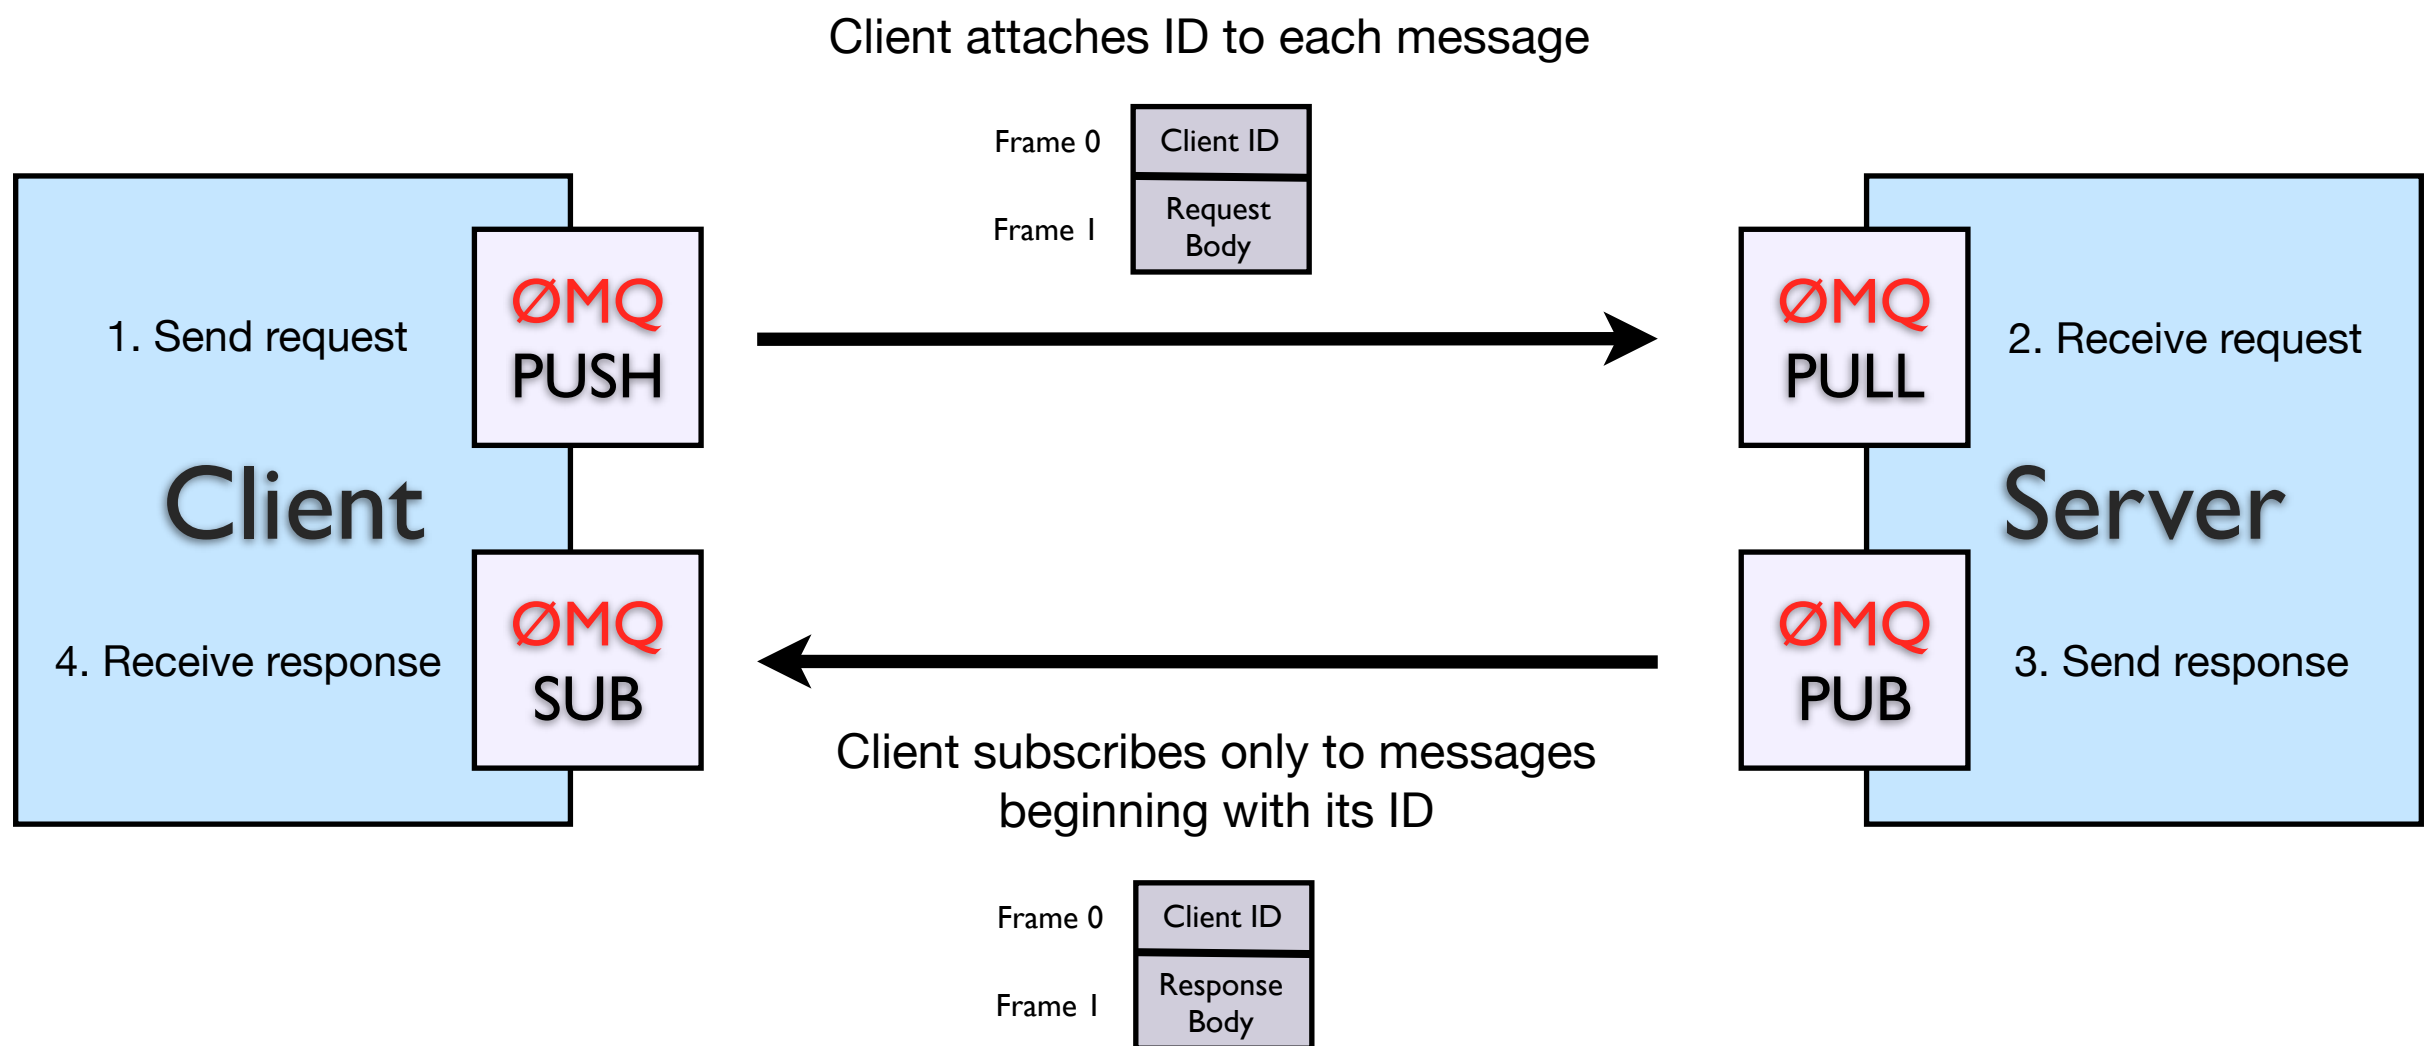 Client attaches ID to each message
Frame 0
Client ID
Frame 1
Request
Body
1. Send request
ØMQ
PUSH
ØMQ
PULL
2. Receive request
Client
Server
4. Receive response
ØMQ
SUB
ØMQ
PUB
3. Send response
Client subscribes only to messages
beginning with its ID
Frame 0
Client ID
Frame 1
Response
Body